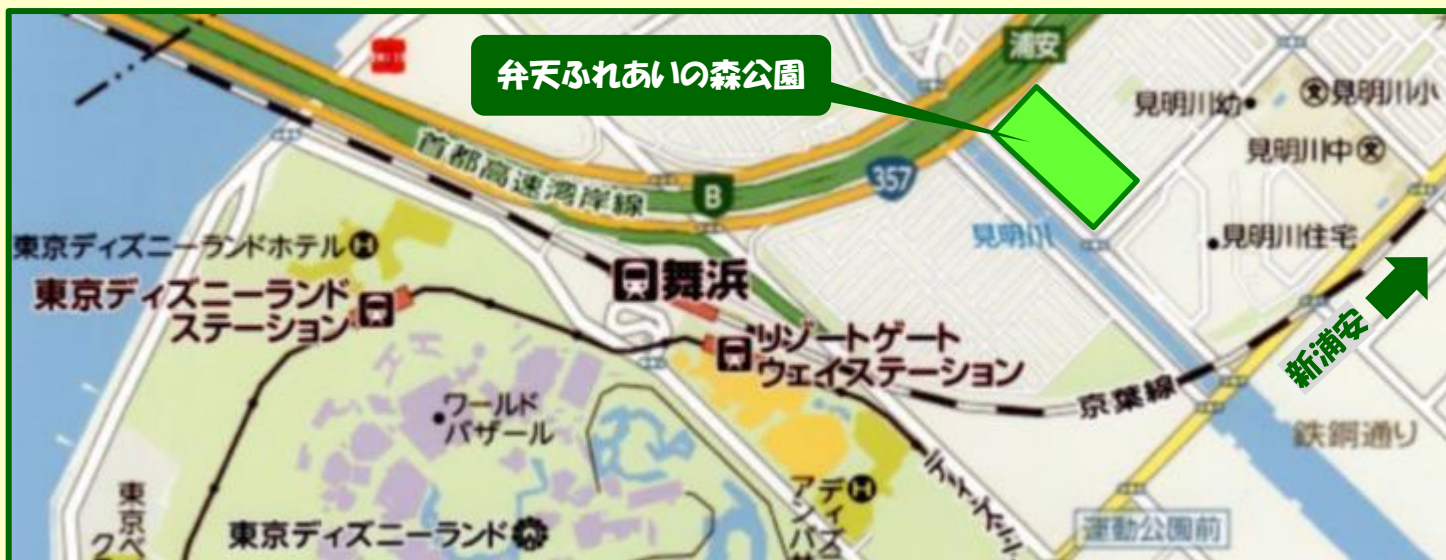 弁天ふれあいの森公園
浦安
見明川幼
見明川小
見明川中
首都高速湾岸線
B
357
見明川
見明川住宅
東京ディズニーランドホテル
H
東京ディズニーランド
ステーション
舞浜
リゾートゲート
ウェイステーション
新浦安
京葉線
鉄鋼通り
ワールド
バザール
東京ディズニーランド
運動公園前